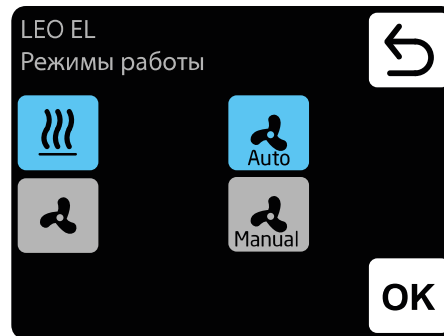 LEO EL
Режимы работы
Auto
Manual
OK